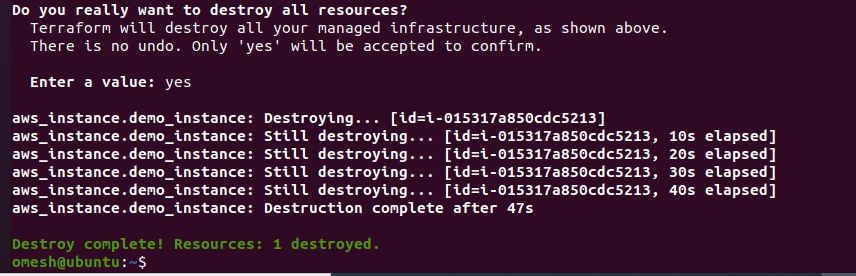 Do you really want to destroy all resources?
  Terraform will destroy all your managed infrastructure, as shown above.
  There is no undo. Only 'yes' will be accepted to confirm.

  Enter a value: yes

aws_instance.demo_instance: Destroying... [id=i-015317a850cdc5213]
aws_instance.demo_instance: Still destroying... [id=i-015317a850cdc5213, 10s elapsed]
aws_instance.demo_instance: Still destroying... [id=i-015317a850cdc5213, 20s elapsed]
aws_instance.demo_instance: Still destroying... [id=i-015317a850cdc5213, 30s elapsed]
aws_instance.demo_instance: Still destroying... [id=i-015317a850cdc5213, 40s elapsed]
aws_instance.demo_instance: Destruction complete after 47s

Destroy complete! Resources: 1 destroyed.
omesh@ubuntu:~$